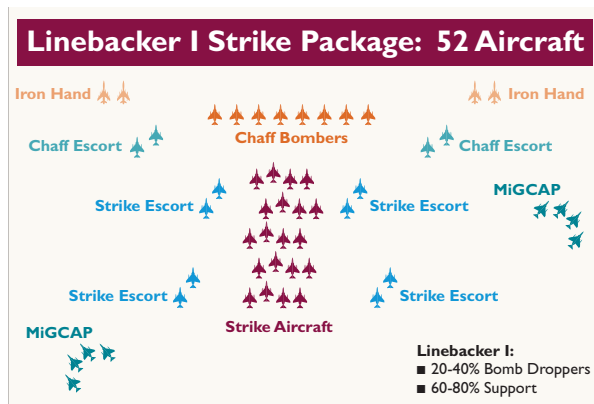 Linebacker I Strike Package: 52 Aircraft
Iron Hand
Iron Hand
Chaff Bombers
Chaff Escort
Chaff Escort
MiGCAP
Strike Escort
Strike Escort
Strike Escort
Strike Escort
Strike Aircraft
MiGCAP
Linebacker I:
■ 20-40% Bomb Droppers
■ 60-80% Support